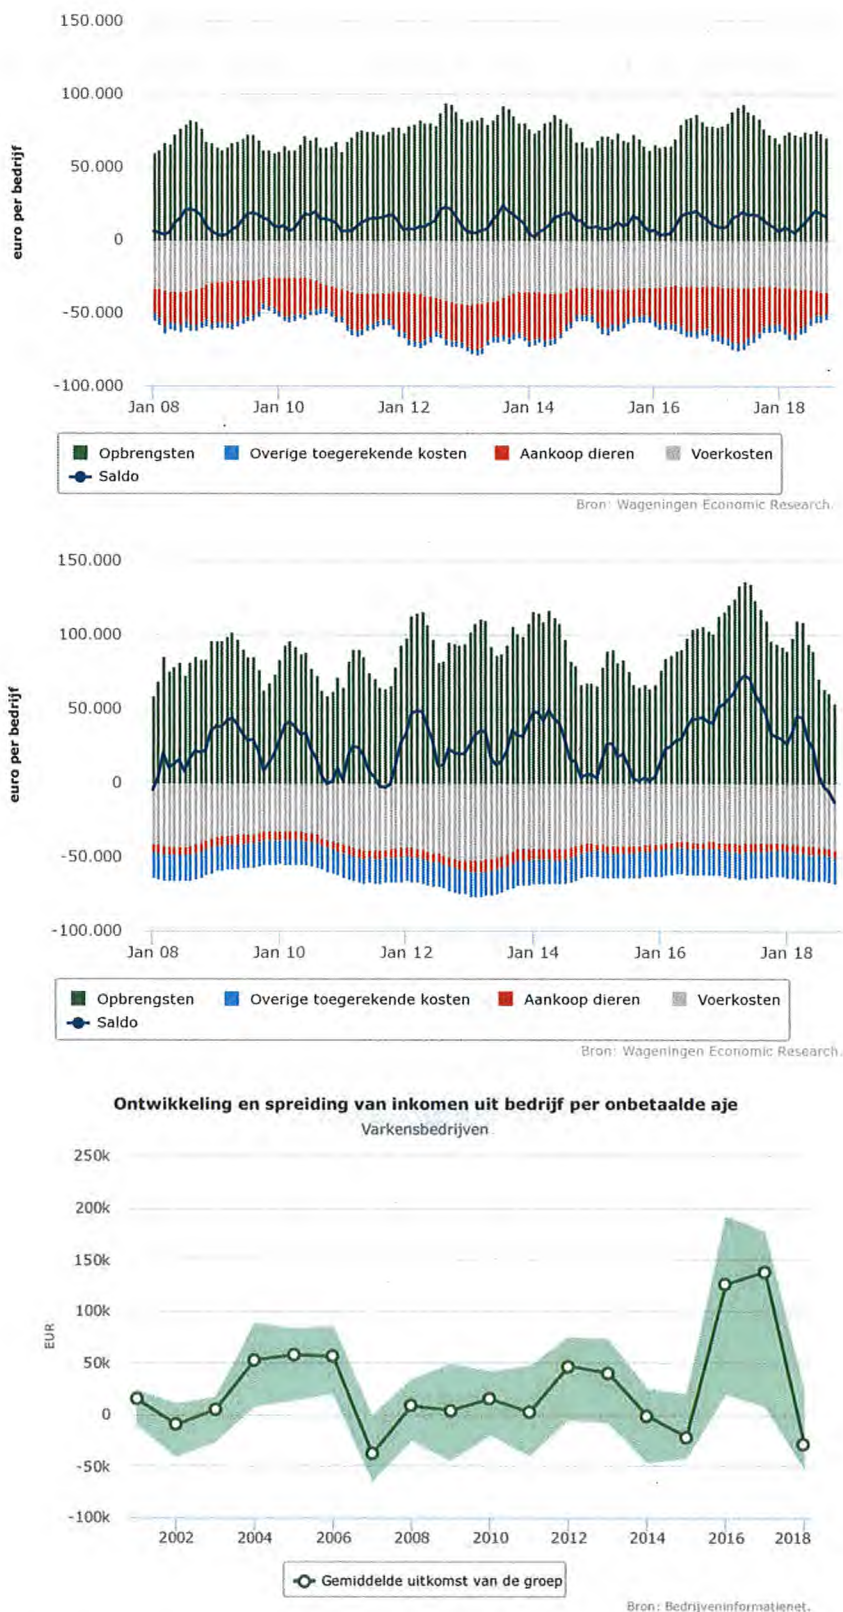 150.000
100.000
50.000
0
-50.000
-100.000
euro per bedrijf
Jan 08 Jan 10 Jan 12 Jan 14 Jan 16 Jan 18
Opbrengsten Overige toegerekende kosten Aankoop dieren Voerkosten
Saldo
Bron: Wageningen Economic Research.
150.000
100.000
50.000
0
-50.000
-100.000
euro per bedrijf
Jan 08 Jan 10 Jan 12 Jan 14 Jan 16 Jan 18
Opbrengsten Overige toegerekende kosten Aankoop dieren Voerkosten
Saldo
Bron: Wageningen Economic Research.
Ontwikkeling en spreiding van inkomen uit bedrijf per onbetaalde aje
Varkensbedrijven
250k
200k
150k
100k
50k
0
-50k
-100k
EUR
2002 2004 2006 2008 2010 2012 2014 2016 2018
Gemiddelde uitkomst van de groep
Bron: Bedrijveninformatienet.